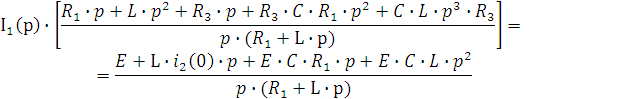 I₁(p) · [(R₁ · p + L · p² + R₃ · p + R₃ · C · R₁ · p² + C · L · p³ · R₃) / (p · (R₁ + L · p))] =
= (E + L · i₂(0) · p + E · C · R₁ · p + E · C · L · p²) / (p · (R₁ + L · p))